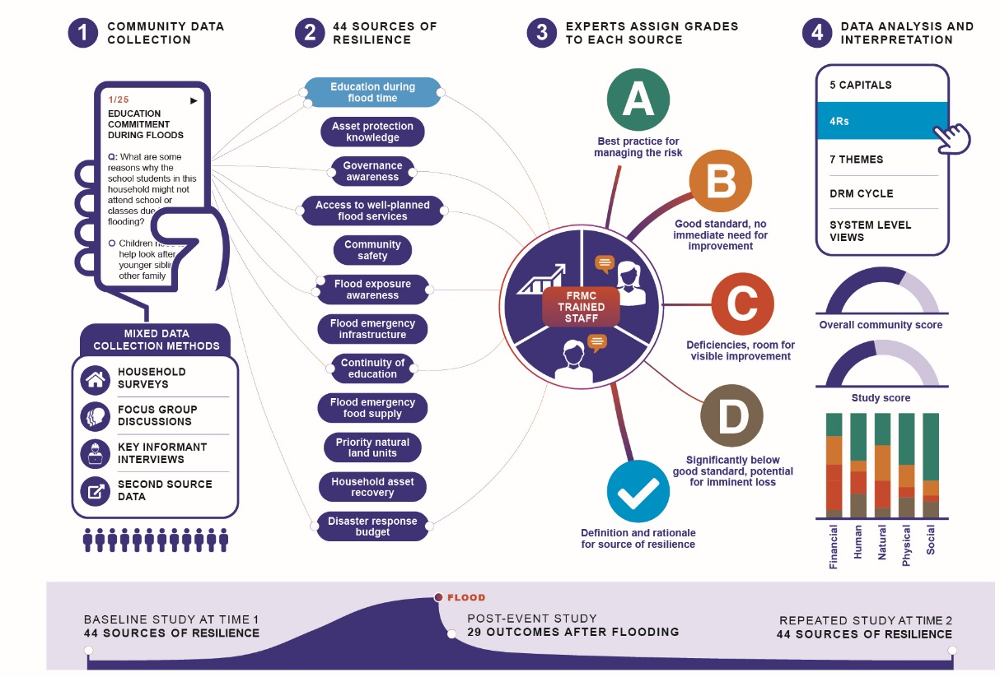 1 COMMUNITY DATA
COLLECTION
1/25
EDUCATION
COMMITMENT
DURING FLOODS
Q: What are some
reasons why the
school students in this
household might not
attend school or
classes due
flooding?
Children
help look after
younger
other family
MIXED DATA
COLLECTION METHODS
HOUSEHOLD
SURVEYS
FOCUS GROUP
DISCUSSIONS
KEY INFORMANT
INTERVIEWS
SECOND SOURCE
DATA
2 44 SOURCES OF
RESILIENCE
Education during
flood time
Asset protection
knowledge
Governance
awareness
Access to well-planned
flood services
Community
safety
Flood exposure
awareness
Flood emergency
infrastructure
Continuity of
education
Flood emergency
food supply
Priority natural
land units
Household asset
recovery
Disaster response
budget
3 EXPERTS ASSIGN GRADES
TO EACH SOURCE
FRMC
TRAINED
STAFF
A
Best practice for
managing the risk
B
Good standard, no
immediate need for
improvement
C
Deficiencies, room for
visible improvement
D
Significantly below
good standard, potential
for imminent loss
Definition and rationale
for source of resilience
4 DATA ANALYSIS AND
INTERPRETATION
5 CAPITALS
4Rs
7 THEMES
DRM CYCLE
SYSTEM LEVEL
VIEWS
Overall community score
Study score
Financial
Human
Natural
Physical
Social
BASELINE STUDY AT TIME 1
44 SOURCES OF RESILIENCE
FLOOD
POST-EVENT STUDY
29 OUTCOMES AFTER FLOODING
REPEATED STUDY AT TIME 2
44 SOURCES OF RESILIENCE